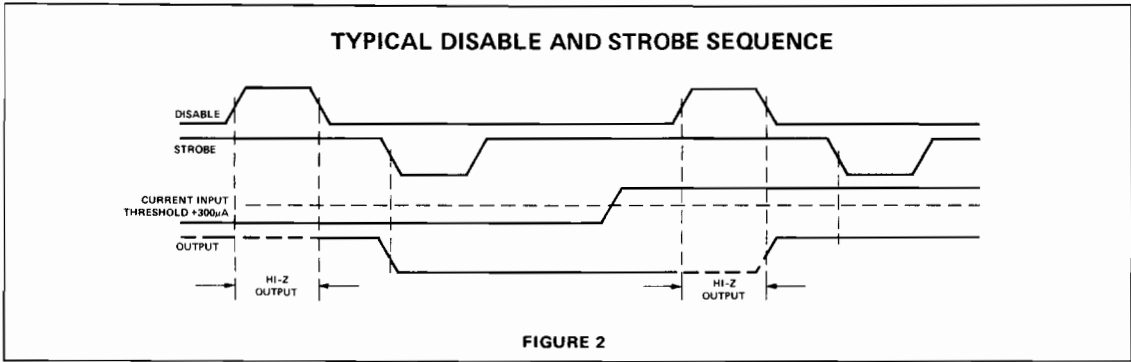 TYPICAL DISABLE AND STROBE SEQUENCE
DISABLE
STROBE
CURRENT INPUT
THRESHOLD +300μA
OUTPUT
HI-Z
OUTPUT
HI-Z
OUTPUT
FIGURE 2